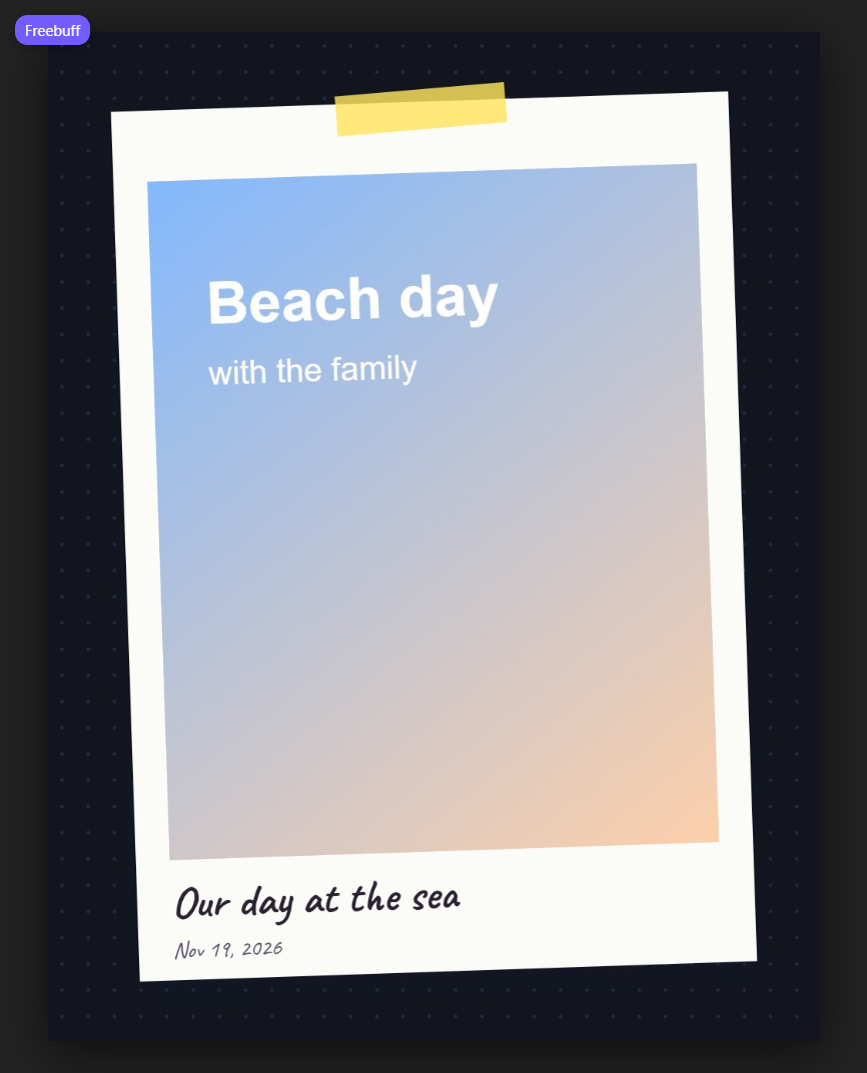 Freebuff
Beach day
with the family
Our day at the sea
Nov 19, 2026